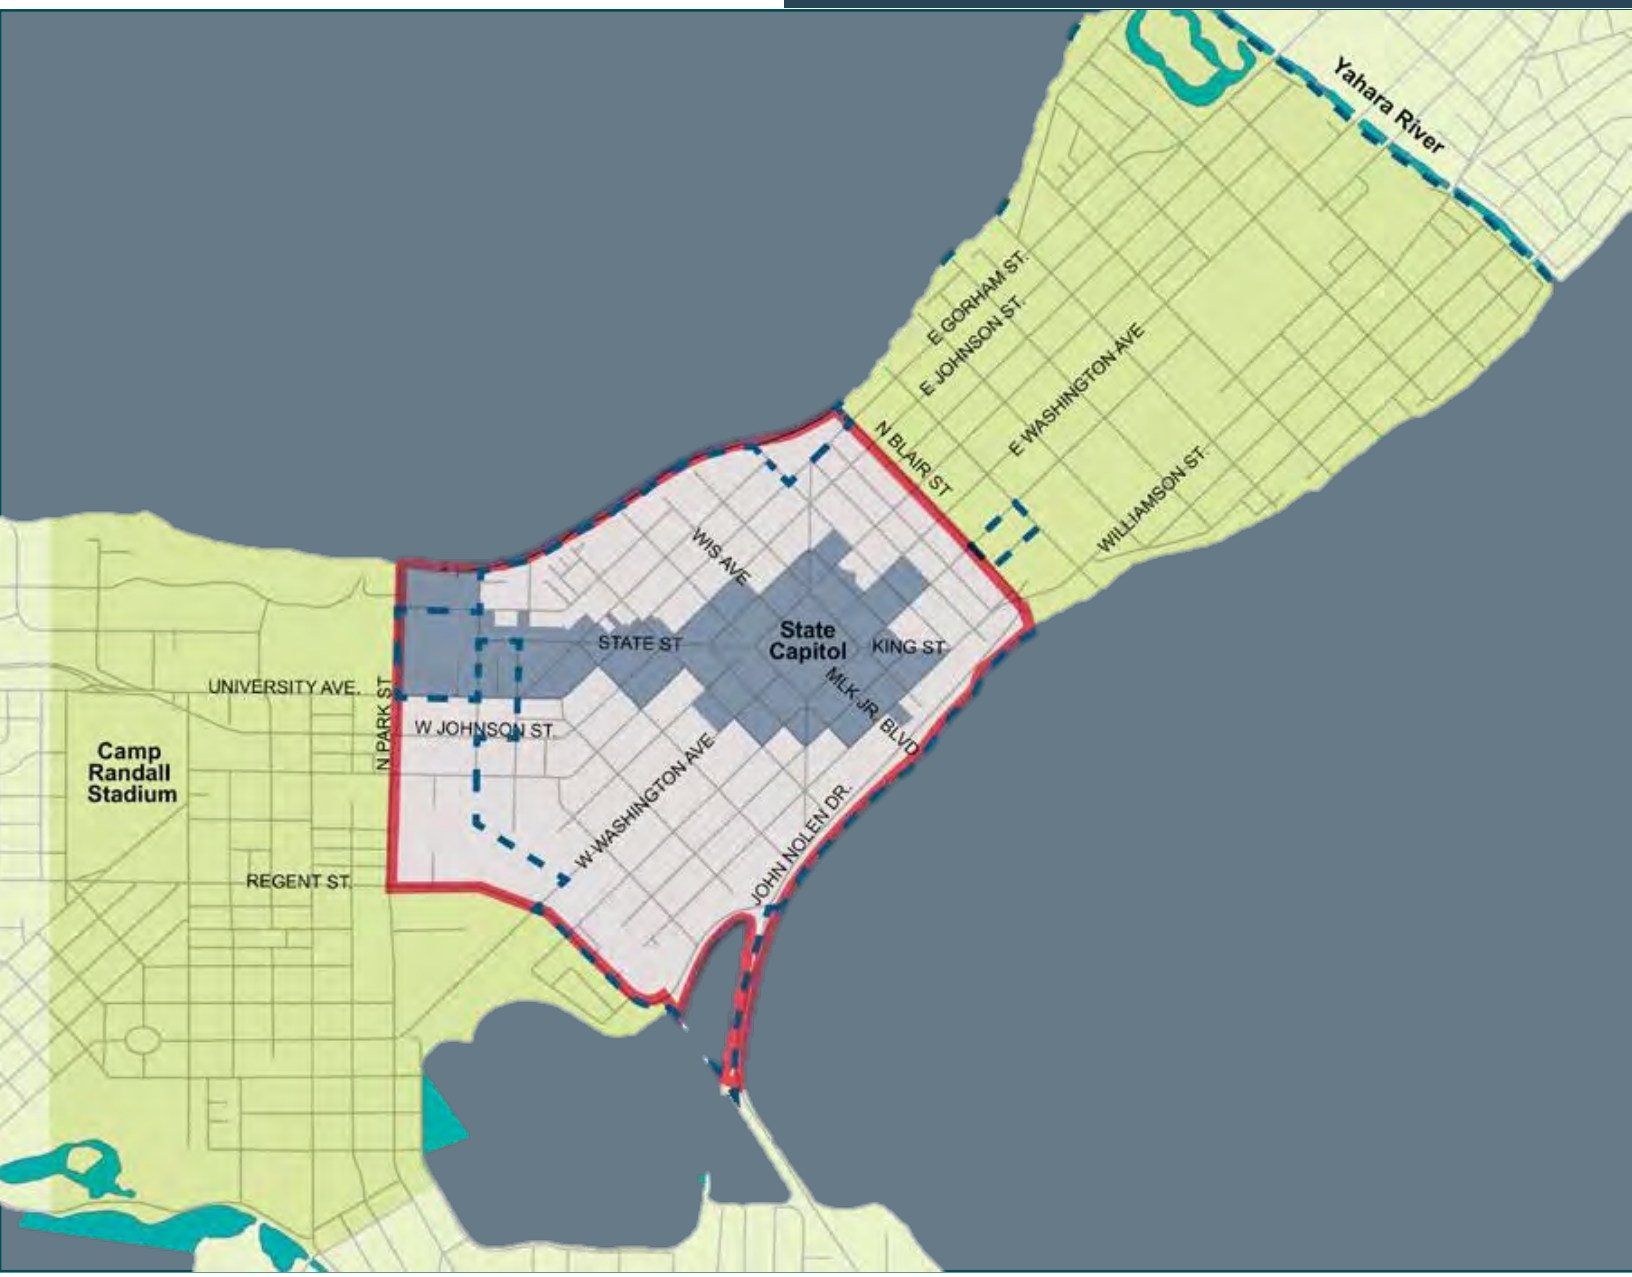 Yahara River
E GORHAM ST.
E JOHNSON ST.
E WASHINGTON AVE
N BLAIR ST
WILLIAMSON ST.
WIS AVE
State
Capitol
STATE ST
KING ST.
MLK JR. BLVD
UNIVERSITY AVE.
N PARK ST
W JOHNSON ST.
Camp
Randall
Stadium
W WASHINGTON AVE
JOHN NOLEN DR.
REGENT ST.